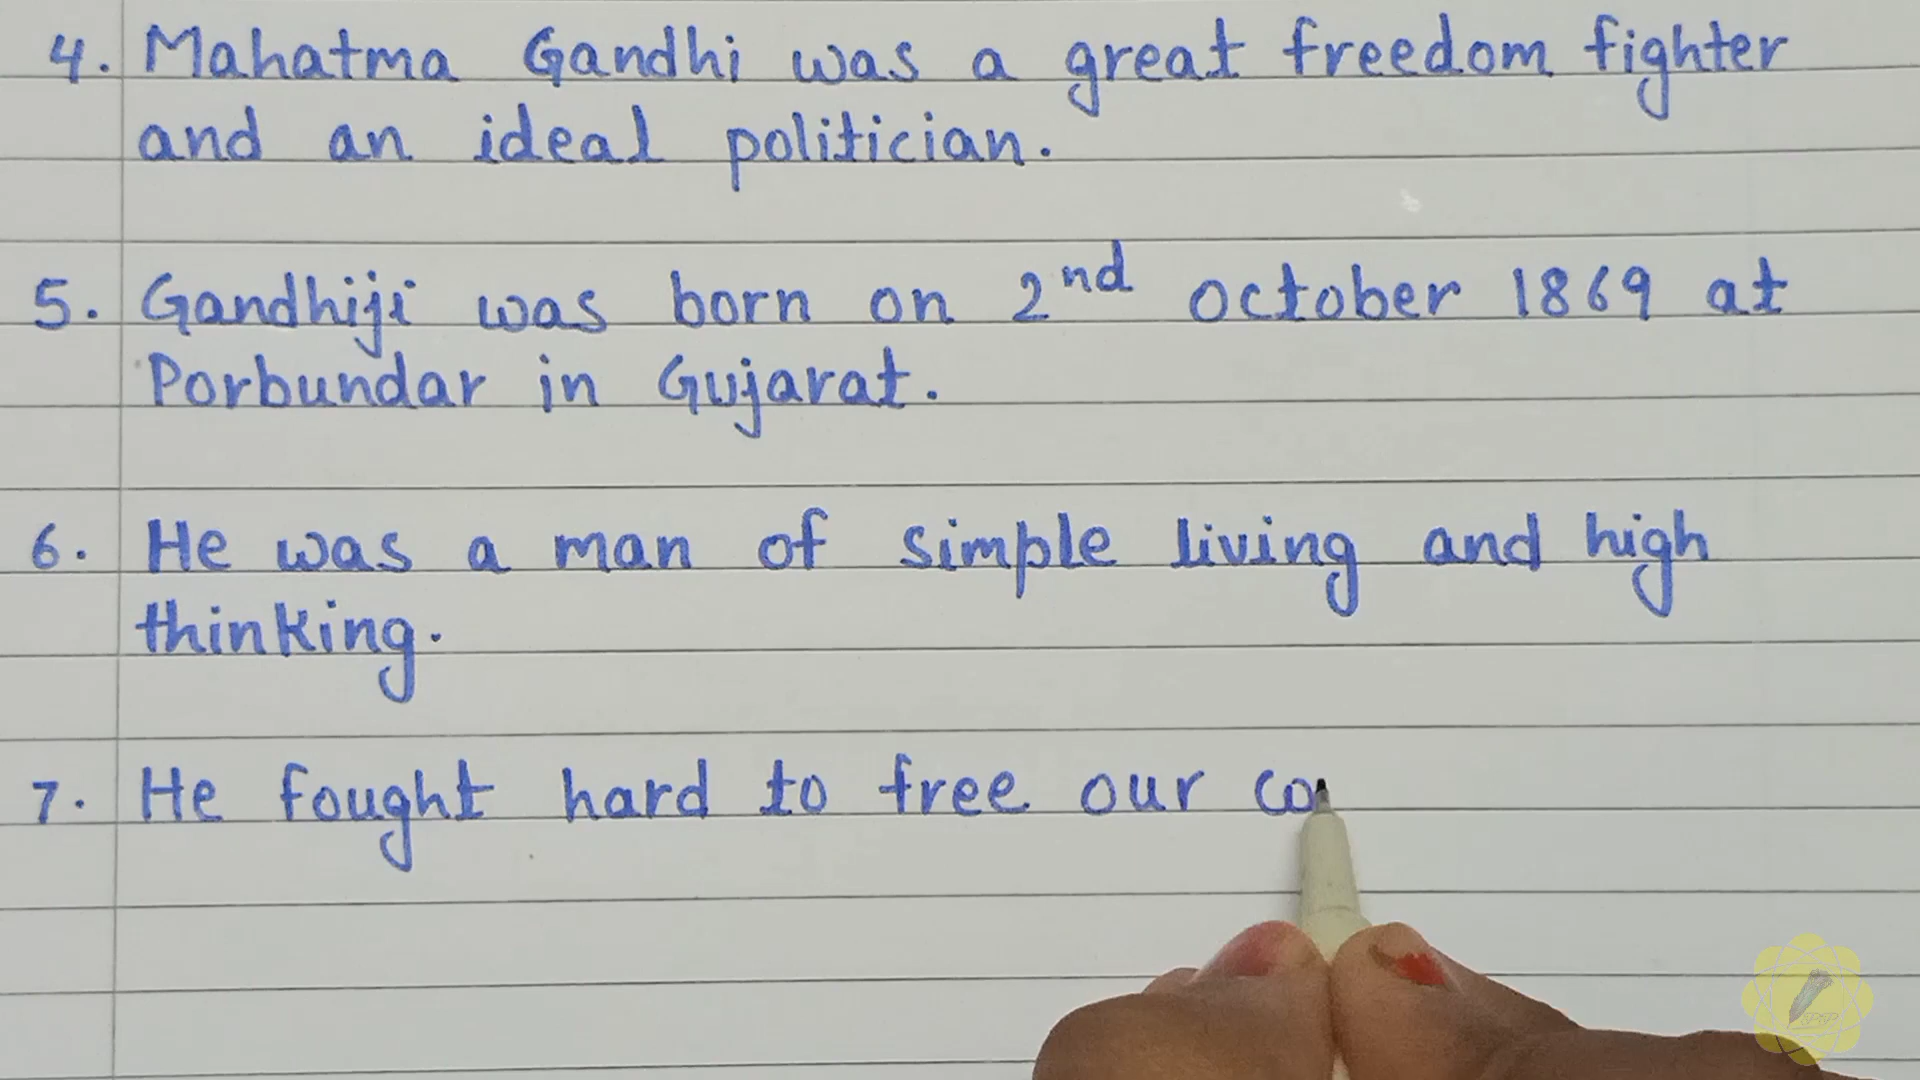 4. Mahatma Gandhi was a great freedom fighter
and an ideal politician.
5. Gandhiji was born on 2nd october 1869 at
Porbundar in Gujarat.
6. He was a man of simple living and high
thinking.
7. He fought hard to free our co